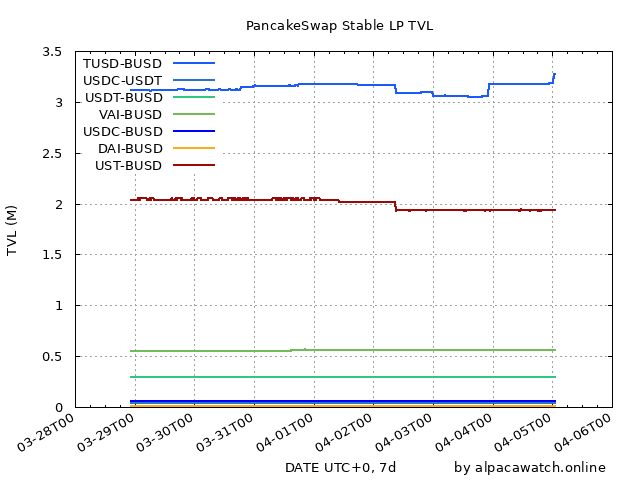 PancakeSwap Stable LP TVL
3.5
3
2.5
2
1.5
1
0.5
0
TVL (M)
TUSD-BUSD
USDC-USDT
USDT-BUSD
VAI-BUSD
USDC-BUSD
DAI-BUSD
UST-BUSD
03-28T00
03-29T00
03-30T00
03-31T00
04-01T00
04-02T00
04-03T00
04-04T00
04-05T00
04-06T00
DATE UTC+0, 7d
by alpacawatch.online